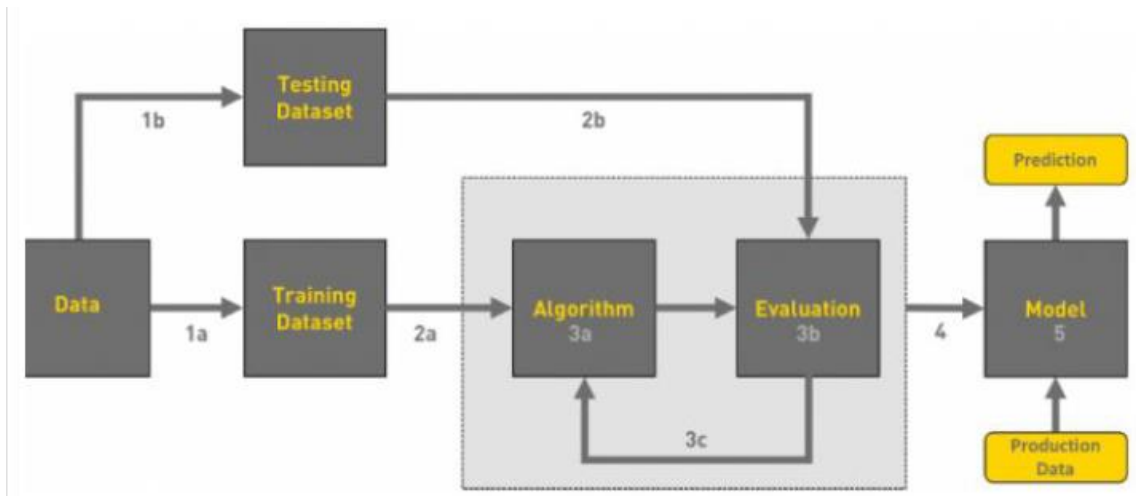 Testing
Dataset
1b
2b
Prediction
Data
Training
Dataset
Algorithm
3a
Evaluation
3b
Model
5
1a
2a
4
3c
Production
Data